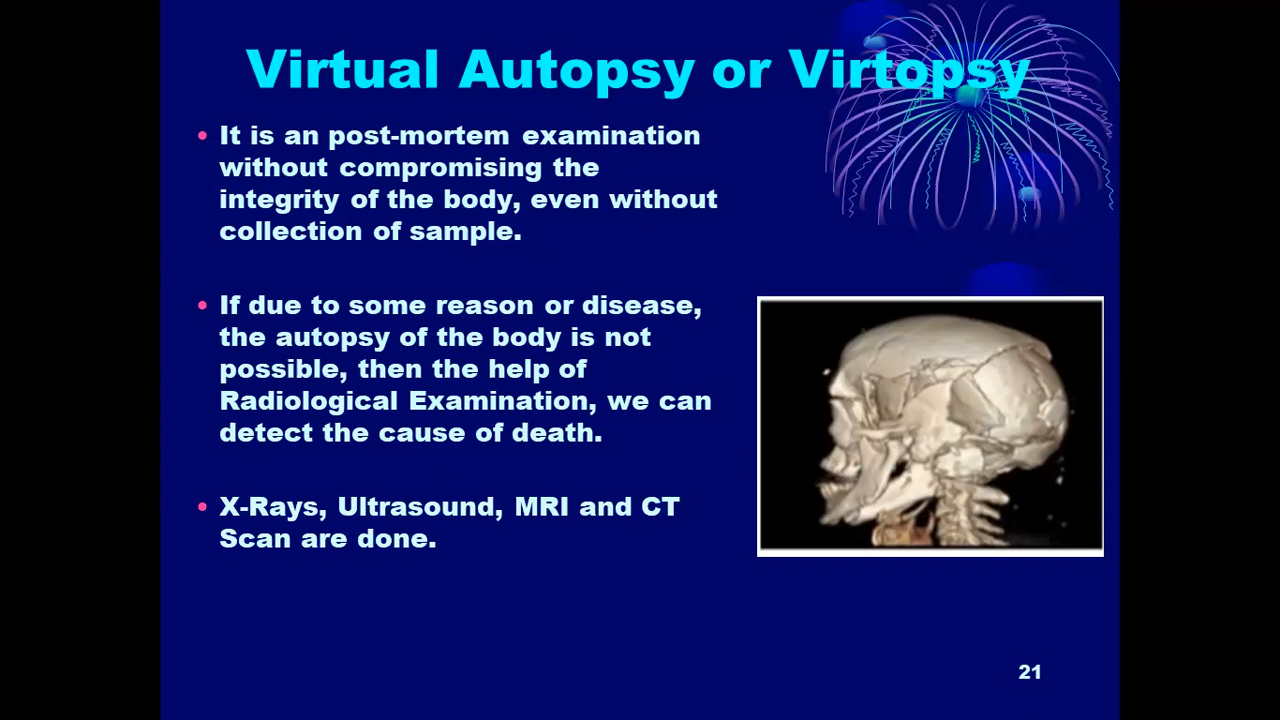 Virtual Autopsy or Virtopsy
• It is an post-mortem examination
without compromising the
integrity of the body, even without
collection of sample.
• If due to some reason or disease,
the autopsy of the body is not
possible, then the help of
Radiological Examination, we can
detect the cause of death.
• X-Rays, Ultrasound, MRI and CT
Scan are done.
21